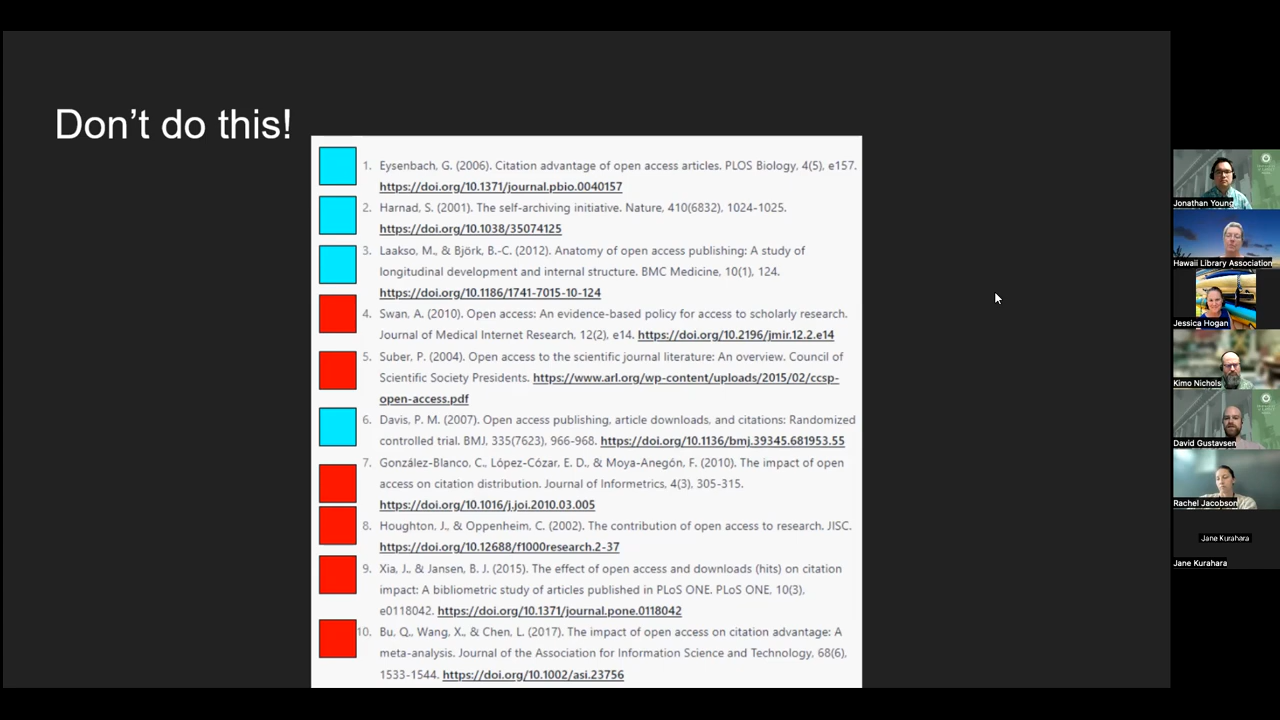 Don't do this!
1. Eysenbach, G. (2006). Citation advantage of open access articles. PLOS Biology, 4(5), e157.
https://doi.org/10.1371/journal.pbio.0040157
2. Harnad, S. (2001). The self-archiving initiative. Nature, 410(6832), 1024-1025.
https://doi.org/10.1038/35074125
3. Laakso, M., & Björk, B.-C. (2012). Anatomy of open access publishing: A study of
longitudinal development and internal structure. BMC Medicine, 10(1), 124.
https://doi.org/10.1186/1741-7015-10-124
4. Swan, A. (2010). Open access: An evidence-based policy for access to scholarly research.
Journal of Medical Internet Research, 12(2), e14. https://doi.org/10.2196/jmir.12.2.e14
5. Suber, P. (2004). Open access to the scientific journal literature: An overview. Council of
Scientific Society Presidents. https://www.arl.org/wp-content/uploads/2015/02/ccsp-
open-access.pdf
6. Davis, P. M. (2007). Open access publishing, article downloads, and citations: Randomized
controlled trial. BMJ, 335(7623), 966-968. https://doi.org/10.1136/bmj.39345.681953.55
7. González-Blanco, C., López-Cózar, E. D., & Moya-Anegón, F. (2010). The impact of open
access on citation distribution. Journal of Informetrics, 4(3), 305-315.
https://doi.org/10.1016/j.joi.2010.03.005
8. Houghton, J., & Oppenheim, C. (2002). The contribution of open access to research. JISC.
https://doi.org/10.12688/f1000research.2-37
9. Xia, J., & Jansen, B. J. (2015). The effect of open access and downloads (hits) on citation
impact: A bibliometric study of articles published in PLoS ONE. PLoS ONE, 10(3),
e0118042. https://doi.org/10.1371/journal.pone.0118042
10. Bu, Q., Wang, X., & Chen, L. (2017). The impact of open access on citation advantage: A
meta-analysis. Journal of the Association for Information Science and Technology, 68(6),
1533-1544. https://doi.org/10.1002/asi.23756
Jonathan Young
Hawaii Library Association
Jessica Hogan
Kimo Nichols
David Gustavsen
Rachel Jacobson
Jane Kurahara
Jane Kurahara